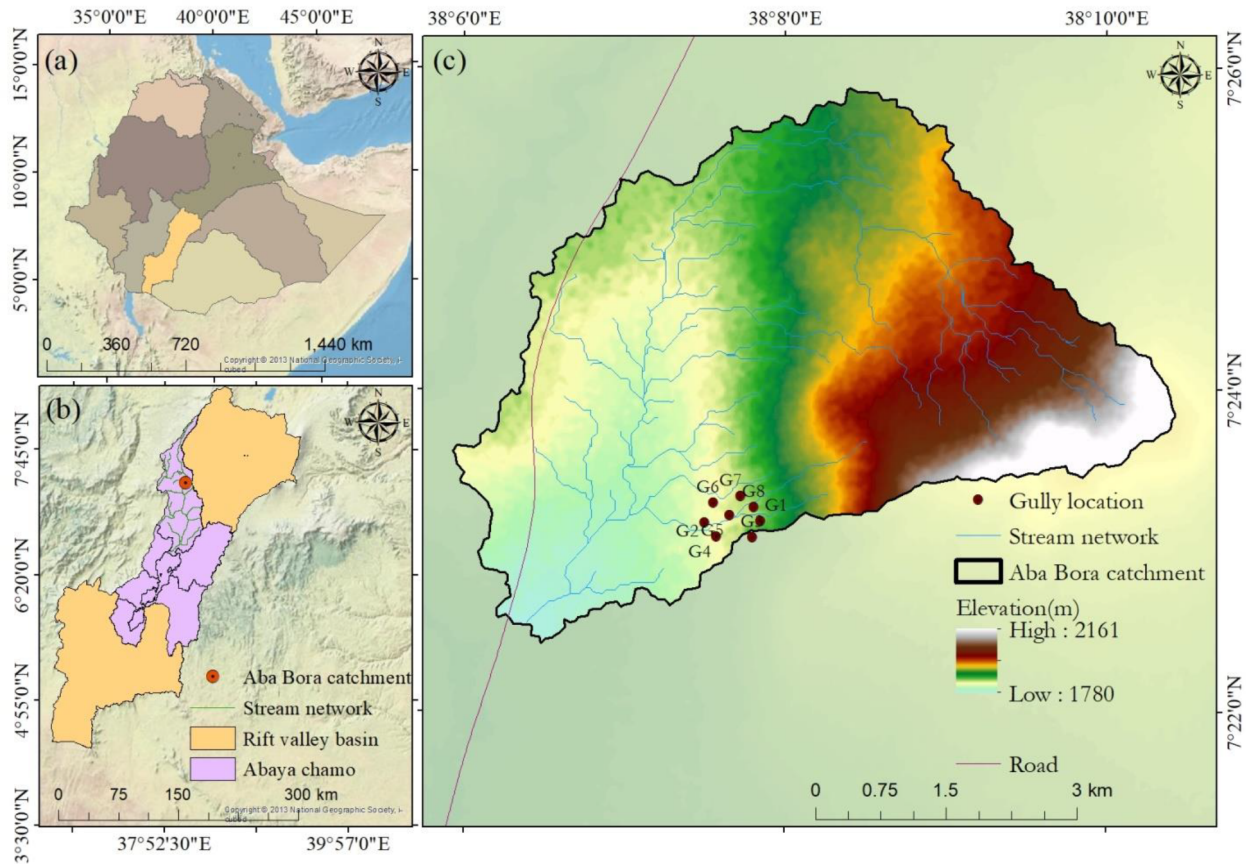 35°0'0"E 40°0'0"E 45°0'0"E
15°0'0"N
10°0'0"N
5°0'0"N
(a)
N
W E
S
0 360 720 1,440 km
Copyright © 2013 National Geographic Society, i-
cubed
(b)
N
W E
S
7°45'0"N
6°20'0"N
4°55'0"N
3°30'0"N
Aba Bora catchment
Stream network
Rift valley basin
Abaya chamo
0 75 150 300 km
Copyright © 2013 National Geographic Society, i-
cubed
37°52'30"E 39°57'0"E
38°6'0"E 38°8'0"E 38°10'0"E
(c)
N
W E
S
7°26'0"N
7°24'0"N
7°22'0"N
G7
G6 G8
G1
G2 G5
G4
Gully location
Stream network
Aba Bora catchment
Elevation(m)
High : 2161
Low : 1780
Road
0 0.75 1.5 3 km